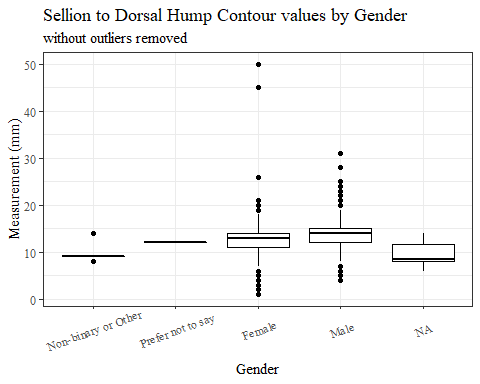 Sellion to Dorsal Hump Contour values by Gender
without outliers removed
Measurement (mm)
50
40
30
20
10
0
Non-binary or Other
Prefer not to say
Female
Male
NA
Gender